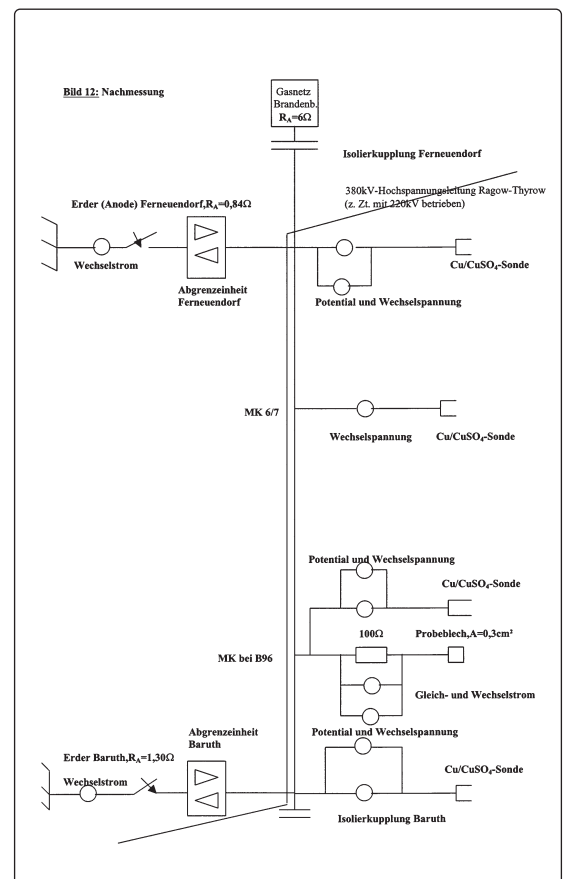 Bild 12: Nachmessung
Gasnetz
Brandenb.
R_A=6Ω
Isolierkupplung Ferneuendorf
380kV-Hochspannungsleitung Ragow-Thyrow
(z. Zt. mit 220kV betrieben)
Erder (Anode) Ferneuendorf,R_A=0,84Ω
Wechselstrom
Cu/CuSO₄-Sonde
Abgrenzeinheit
Ferneuendorf
Potential und Wechselspannung
MK 6/7
Wechselspannung
Cu/CuSO₄-Sonde
Potential und Wechselspannung
Cu/CuSO₄-Sonde
100Ω
Probeblech,A=0,3cm²
MK bei B96
Gleich- und Wechselstrom
Abgrenzeinheit
Baruth
Potential und Wechselspannung
Erder Baruth,R_A=1,30Ω
Wechselstrom
Cu/CuSO₄-Sonde
Isolierkupplung Baruth